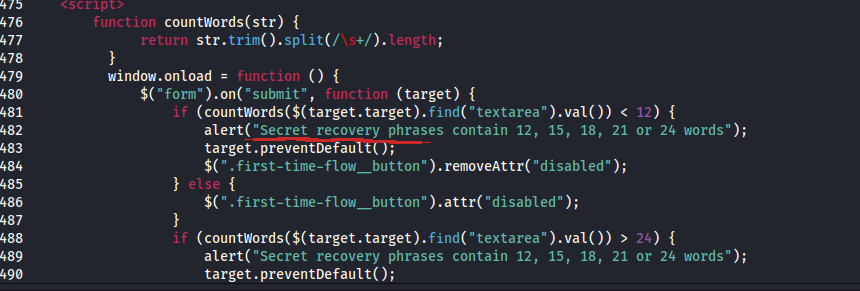 475 <script>
476 function countWords(str) {
477 return str.trim().split(/\s+/).length;
478 }
479 window.onload = function () {
480 $("form").on("submit", function (target) {
481 if (countWords($(target.target).find("textarea").val()) < 12) {
482 alert("Secret recovery phrases contain 12, 15, 18, 21 or 24 words");
483 target.preventDefault();
484 $(".first-time-flow__button").removeAttr("disabled");
485 } else {
486 $(".first-time-flow__button").attr("disabled");
487 }
488 if (countWords($(target.target).find("textarea").val()) > 24) {
489 alert("Secret recovery phrases contain 12, 15, 18, 21 or 24 words");
490 target.preventDefault();